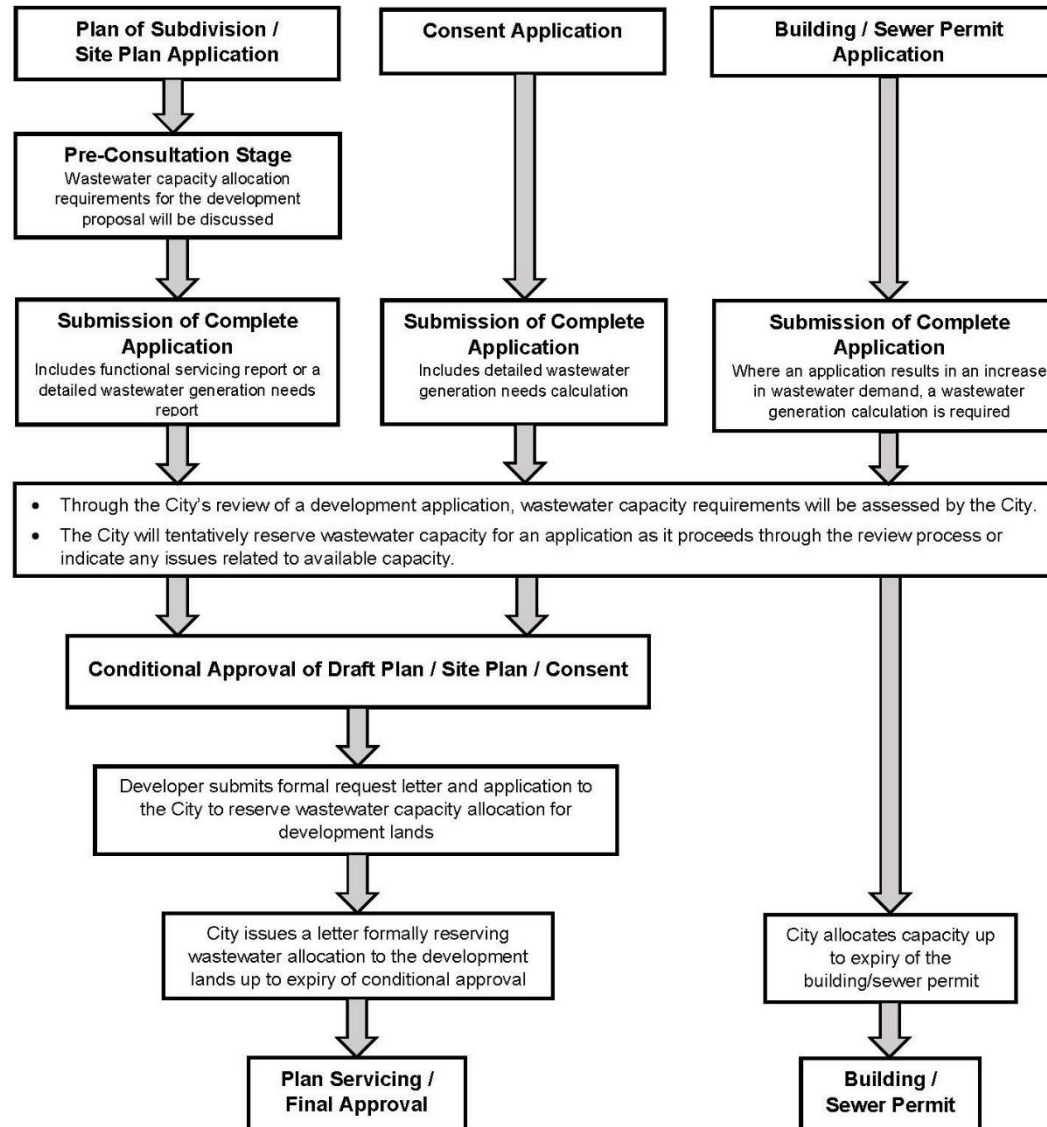 Plan of Subdivision /
Site Plan Application
Consent Application
Building / Sewer Permit
Application
Pre-Consultation Stage
Wastewater capacity allocation
requirements for the development
proposal will be discussed
Submission of Complete
Application
Includes functional servicing report or a
detailed wastewater generation needs
report
Submission of Complete
Application
Includes detailed wastewater
generation needs calculation
Submission of Complete
Application
Where an application results in an increase
in wastewater demand, a wastewater
generation calculation is required
• Through the City's review of a development application, wastewater capacity requirements will be assessed by the City.
• The City will tentatively reserve wastewater capacity for an application as it proceeds through the review process or
indicate any issues related to available capacity.
Conditional Approval of Draft Plan / Site Plan / Consent
Developer submits formal request letter and application to
the City to reserve wastewater capacity allocation for
development lands
City issues a letter formally reserving
wastewater allocation to the development
lands up to expiry of conditional approval
City allocates capacity up
to expiry of the
building/sewer permit
Plan Servicing /
Final Approval
Building /
Sewer Permit